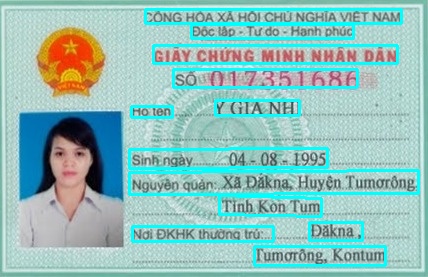 CỘNG HÒA XÃ HỘI CHỦ NGHĨA VIỆT NAM
Độc lập - Tự do - Hạnh phúc
GIẤY CHỨNG MINH NHÂN DÂN
SỐ 017351686
Họ tên Y GIA NH
Sinh ngày 04 - 08 - 1995
Nguyên quán: Xã Đăkna, Huyện Tumơrông
Tỉnh Kon Tum
Nơi ĐKHK thường trú: Đăkna ,
Tumơrông, Kontum